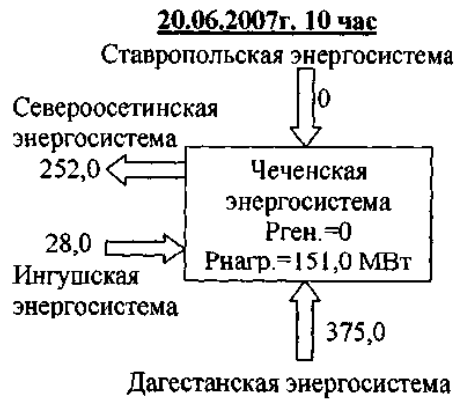 20.06.2007г. 10 час
Ставропольская энергосистема
0
Североосетинская
энергосистема
252,0
Чеченская
энергосистема
Рген.=0
Рнагр.=151,0 МВт
28,0
Ингушская
энергосистема
375,0
Дагестанская энергосистема